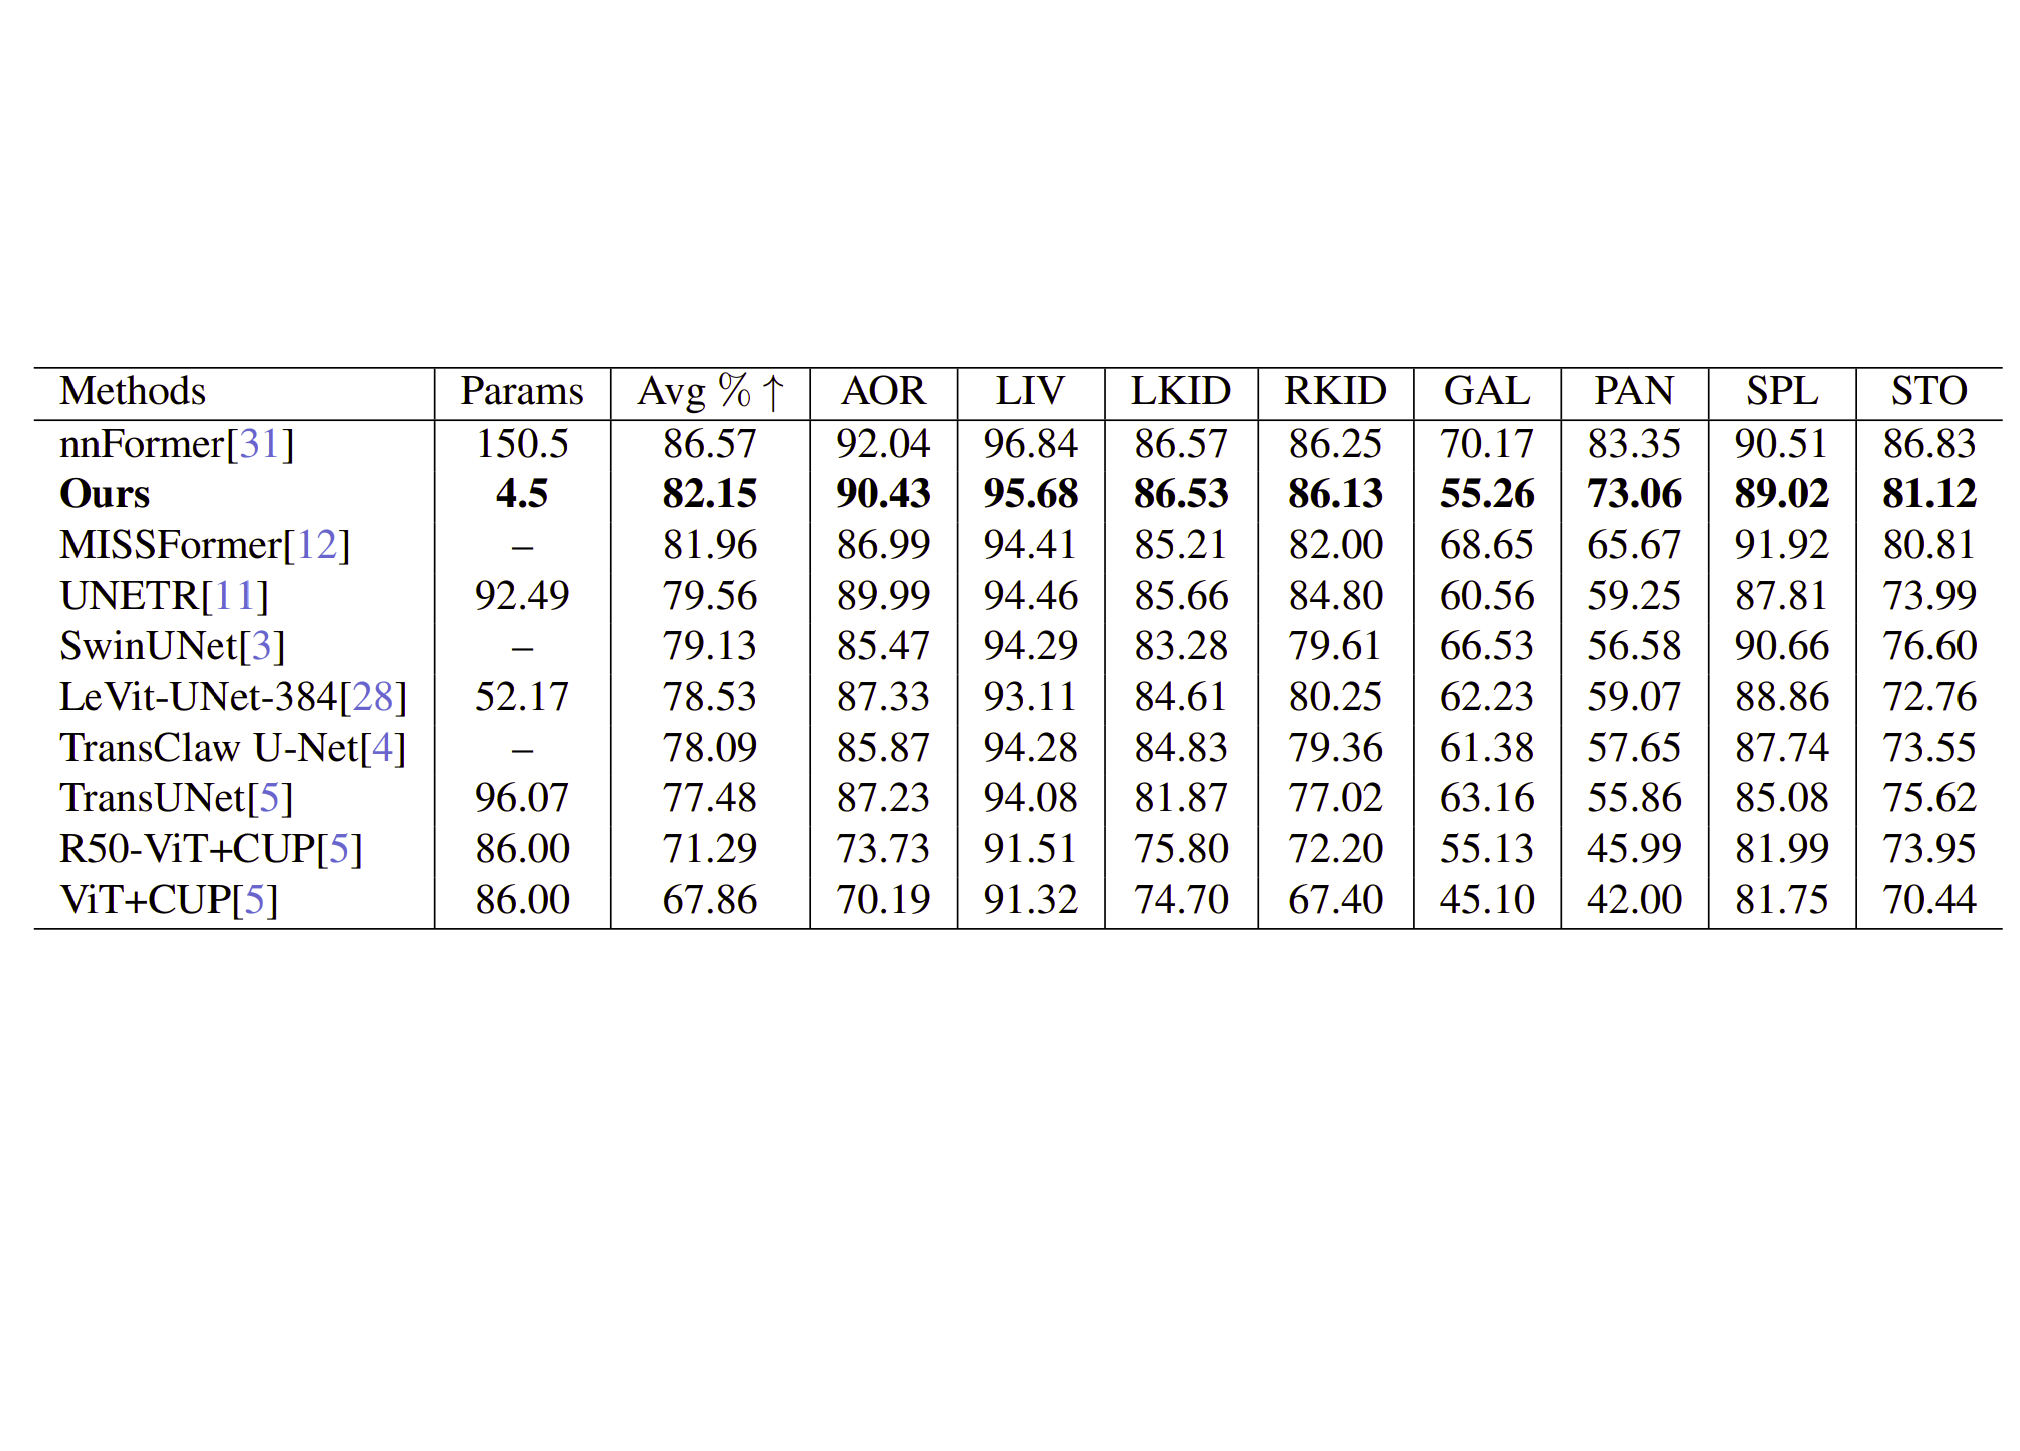 Methods Params Avg % ↑ AOR LIV LKID RKID GAL PAN SPL STO
nnFormer[31] 150.5 86.57 92.04 96.84 86.57 86.25 70.17 83.35 90.51 86.83
Ours 4.5 82.15 90.43 95.68 86.53 86.13 55.26 73.06 89.02 81.12
MISSFormer[12] – 81.96 86.99 94.41 85.21 82.00 68.65 65.67 91.92 80.81
UNETR[11] 92.49 79.56 89.99 94.46 85.66 84.80 60.56 59.25 87.81 73.99
SwinUNet[3] – 79.13 85.47 94.29 83.28 79.61 66.53 56.58 90.66 76.60
LeVit-UNet-384[28] 52.17 78.53 87.33 93.11 84.61 80.25 62.23 59.07 88.86 72.76
TransClaw U-Net[4] – 78.09 85.87 94.28 84.83 79.36 61.38 57.65 87.74 73.55
TransUNet[5] 96.07 77.48 87.23 94.08 81.87 77.02 63.16 55.86 85.08 75.62
R50-ViT+CUP[5] 86.00 71.29 73.73 91.51 75.80 72.20 55.13 45.99 81.99 73.95
ViT+CUP[5] 86.00 67.86 70.19 91.32 74.70 67.40 45.10 42.00 81.75 70.44